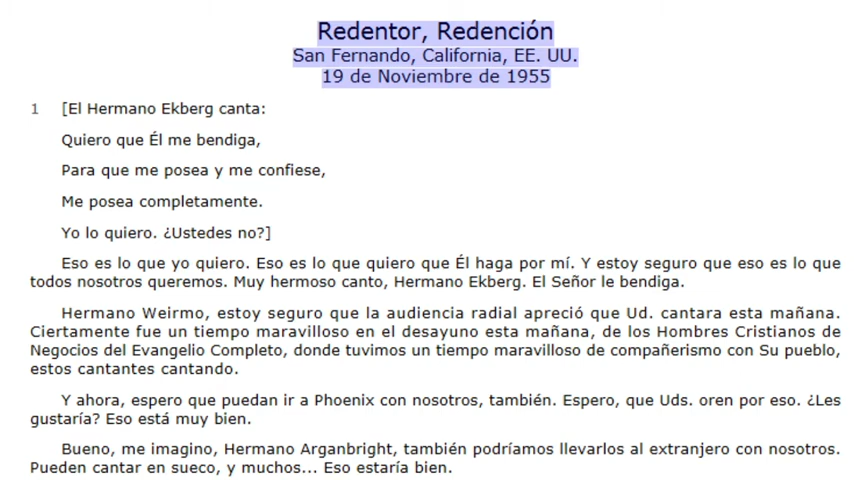 Redentor, Redención
San Fernando, California, EE. UU.
19 de Noviembre de 1955
1 [El Hermano Ekberg canta:
Quiero que Él me bendiga,
Para que me posea y me confiese,
Me posea completamente.
Yo lo quiero. ¿Ustedes no?]
Eso es lo que yo quiero. Eso es lo que quiero que Él haga por mí. Y estoy seguro que eso es lo que
todos nosotros queremos. Muy hermoso canto, Hermano Ekberg. El Señor le bendiga.
Hermano Weirmo, estoy seguro que la audiencia radial apreció que Ud. cantara esta mañana.
Ciertamente fue un tiempo maravilloso en el desayuno esta mañana, de los Hombres Cristianos de
Negocios del Evangelio Completo, donde tuvimos un tiempo maravilloso de compañerismo con Su pueblo,
estos cantantes cantando.
Y ahora, espero que puedan ir a Phoenix con nosotros, también. Espero, que Uds. oren por eso. ¿Les
gustaría? Eso está muy bien.
Bueno, me imagino, Hermano Arganbright, también podríamos llevarlos al extranjero con nosotros.
Pueden cantar en sueco, y muchos... Eso estaría bien.